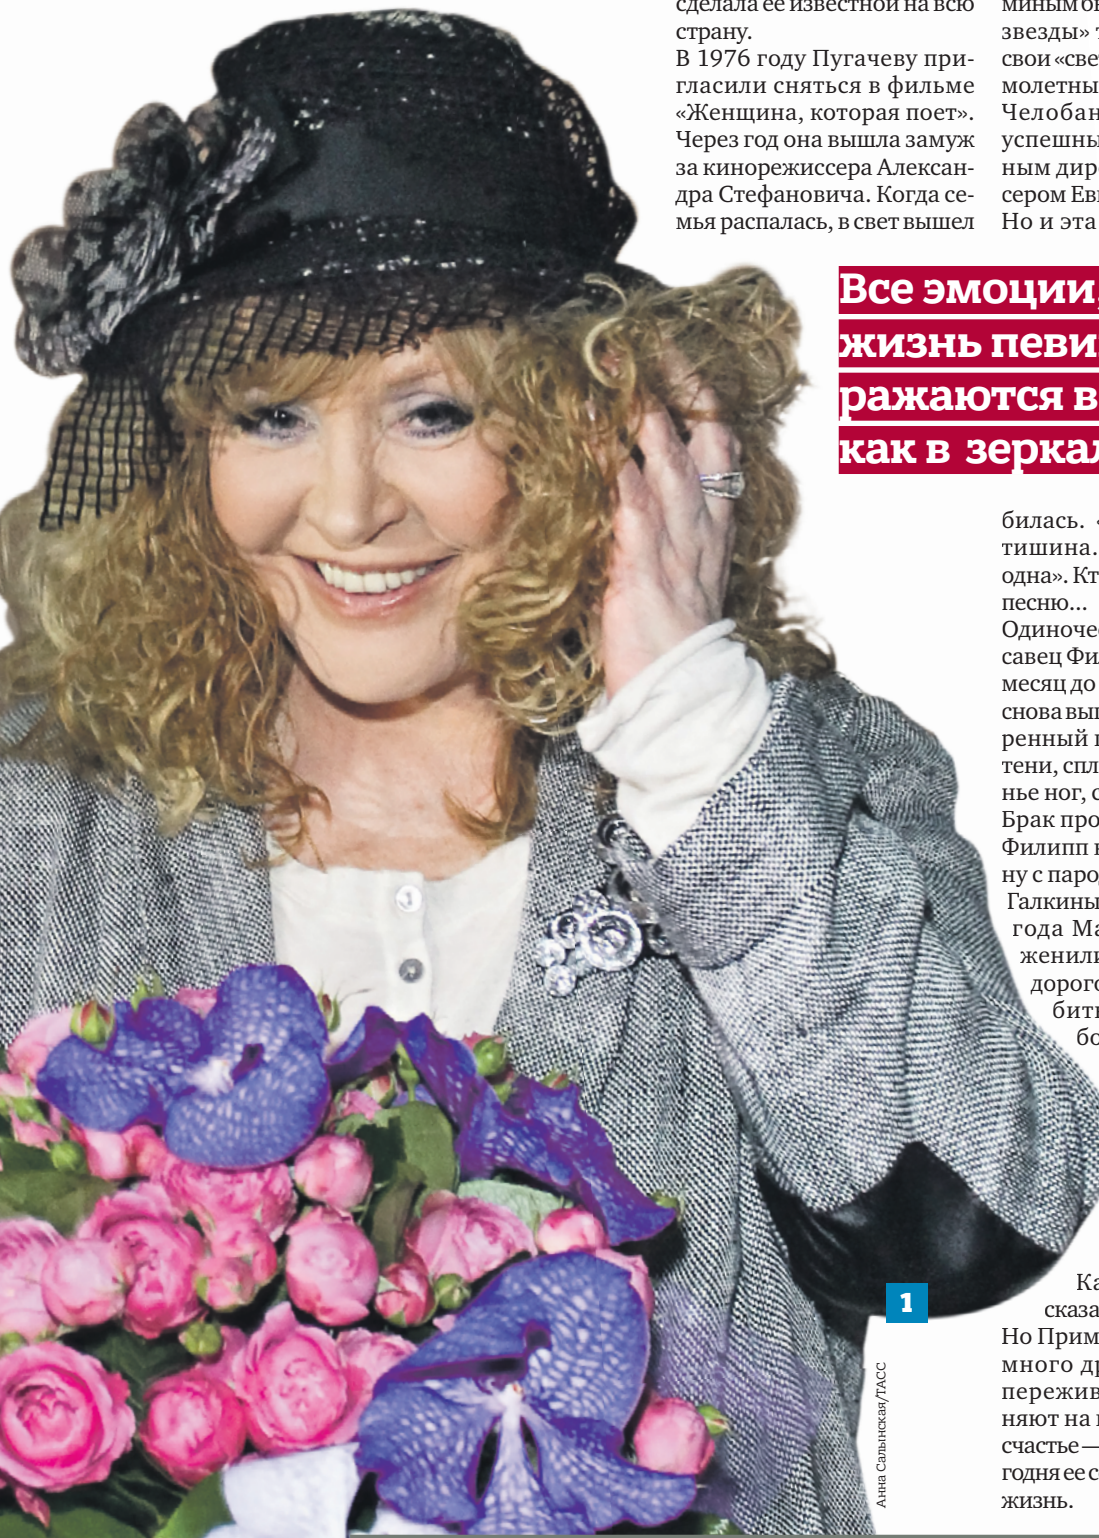 сделала ее известной на всю
страну.
В 1976 году Пугачеву при-
гласили сняться в фильме
«Женщина, которая поет».
Через год она вышла замуж
за кинорежиссера Алексан-
дра Стефановича. Когда се-
мья распалась, в свет вышел
звезды»
свои «све
молетны
Челобан
успешны
ным дир
сером Ев
Но и эта
Все эмоции,
жизнь певи
ражаются в
как в зеркал
билась.
тишина.
одна». Кт
песню...
Одиноче
савец Фи
месяц до
снова вы
ренный
тени, спл
нье ног, с
Брак про
Филипп
ну с паро
Галкины
года Ма
женили
дорого
бит
бо
Ка
сказа
Но Прим
много др
пережив
няют на
счастье —
годня ее с
жизнь.
1
Анна Салынская/ТАСС